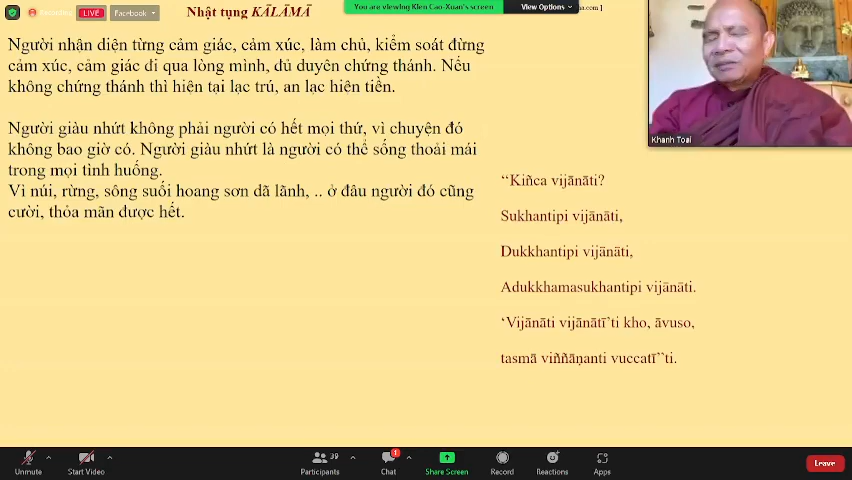 Nhật tụng KĀLĀMĀ
LIVE
Facebook
You are viewing Kien Cao-Xuan's screen
View Options
.com ]
Người nhận diện từng cảm giác, cảm xúc, làm chủ, kiểm soát đừng
cảm xúc, cảm giác đi qua lòng mình, đủ duyên chứng thánh. Nếu
không chứng thánh thì hiện tại lạc trú, an lạc hiện tiền.
Người giàu nhứt không phải người có hết mọi thứ, vì chuyện đó
không bao giờ có. Người giàu nhứt là người có thể sống thoải mái
trong mọi tình huống.
Vì núi, rừng, sông suối hoang sơn dã lãnh, .. ở đâu người đó cũng
cười, thỏa mãn được hết.
Khanh Toai
“Kiñca vijānāti?
Sukhantipi vijānāti,
Dukkhantipi vijānāti,
Adukkhamasukhantipi vijānāti.
‘Vijānāti vijānātī’ti kho, āvuso,
tasmā viññāṇanti vuccatī’’ti.
Unmute
Start Video
Participants
39
Chat
1
Share Screen
Record
Reactions
Apps
Leave